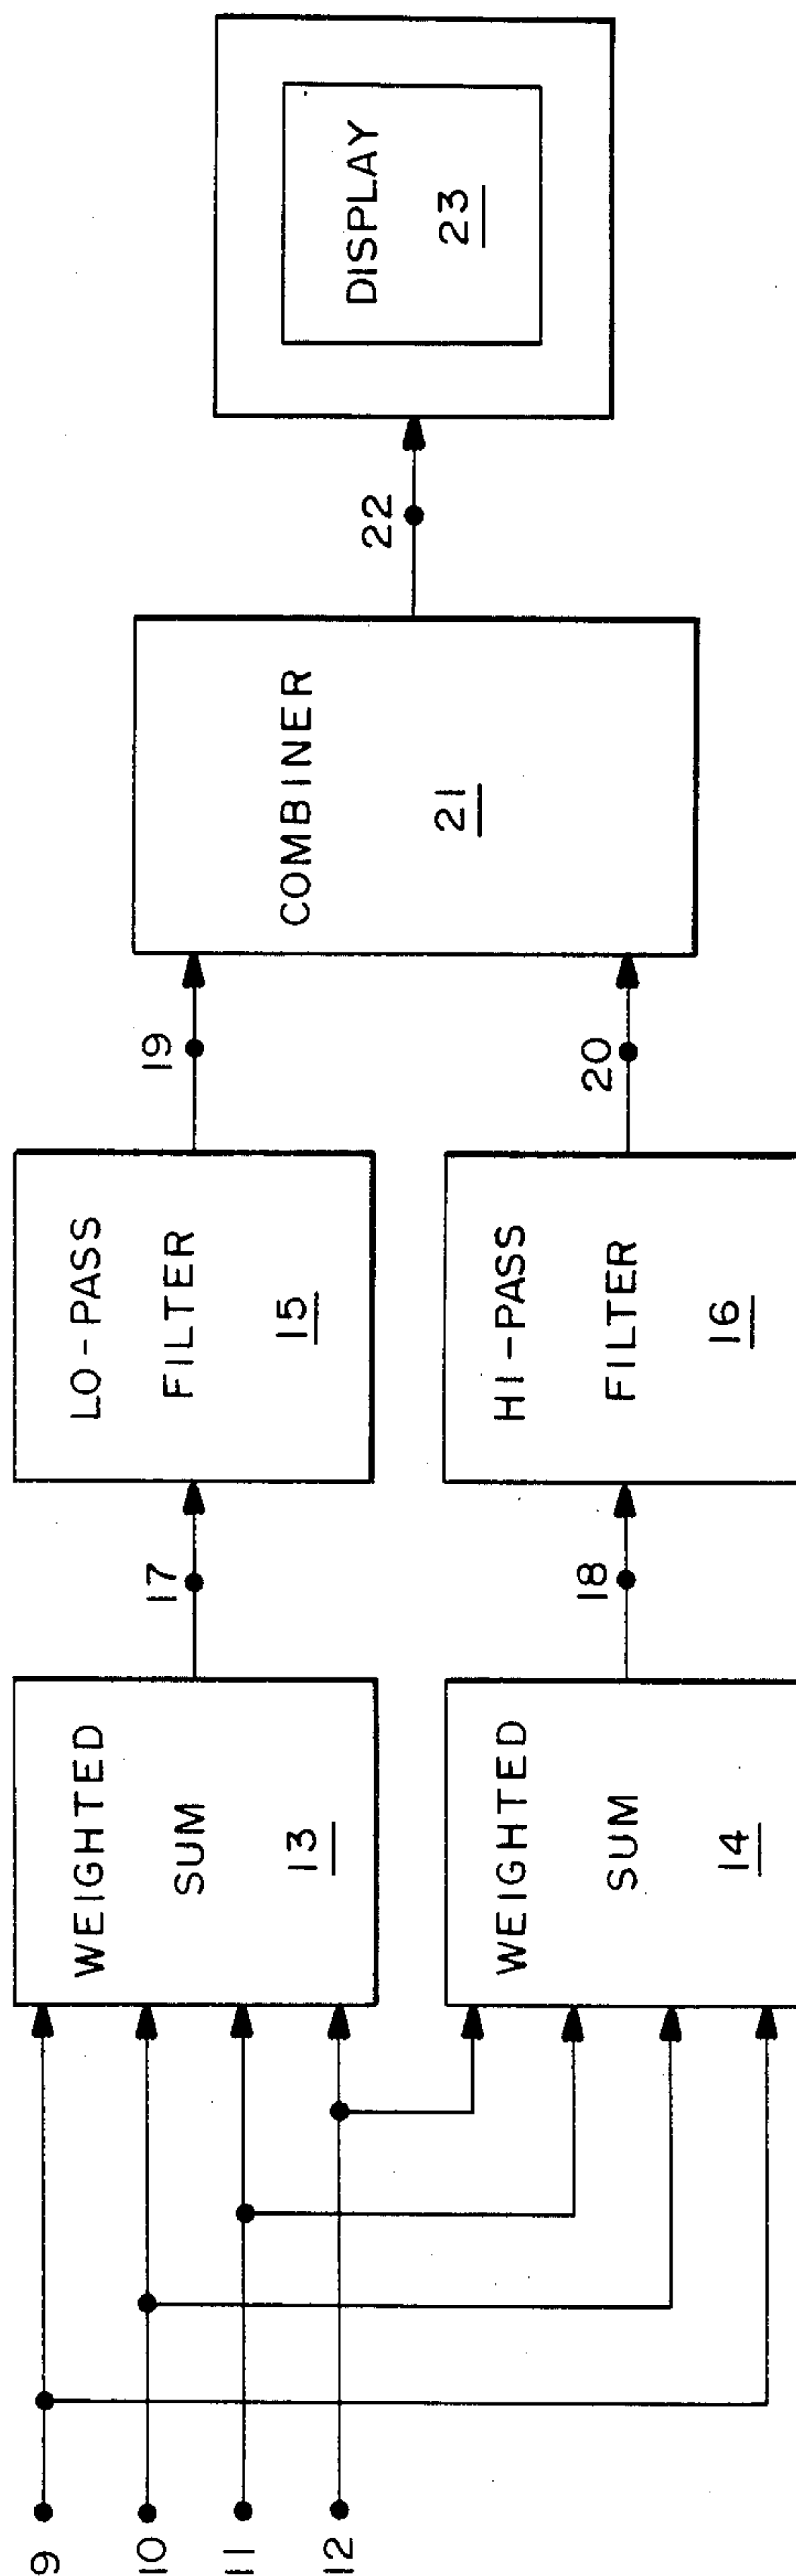 9
10
11
12
WEIGHTED
SUM
13
WEIGHTED
SUM
14
17
18
LO-PASS
FILTER
15
HI-PASS
FILTER
16
19
20
COMBINER
21
22
DISPLAY
23